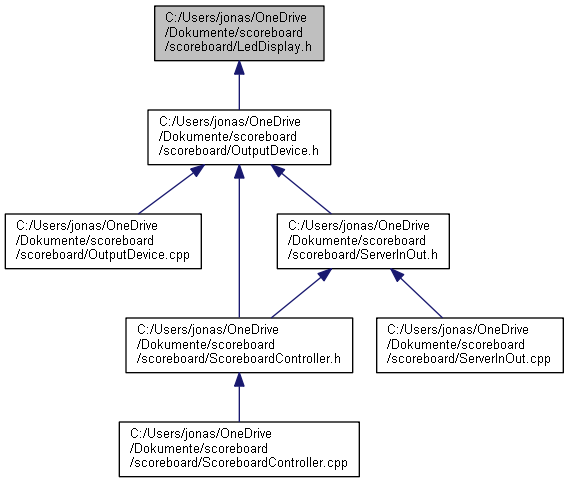 C:/Users/jonas/OneDrive
/Dokumente/scoreboard
/scoreboard/LedDisplay.h
C:/Users/jonas/OneDrive
/Dokumente/scoreboard
/scoreboard/OutputDevice.h
C:/Users/jonas/OneDrive
/Dokumente/scoreboard
/scoreboard/OutputDevice.cpp
C:/Users/jonas/OneDrive
/Dokumente/scoreboard
/scoreboard/ServerInOut.h
C:/Users/jonas/OneDrive
/Dokumente/scoreboard
/scoreboard/ScoreboardController.h
C:/Users/jonas/OneDrive
/Dokumente/scoreboard
/scoreboard/ServerInOut.cpp
C:/Users/jonas/OneDrive
/Dokumente/scoreboard
/scoreboard/ScoreboardController.cpp